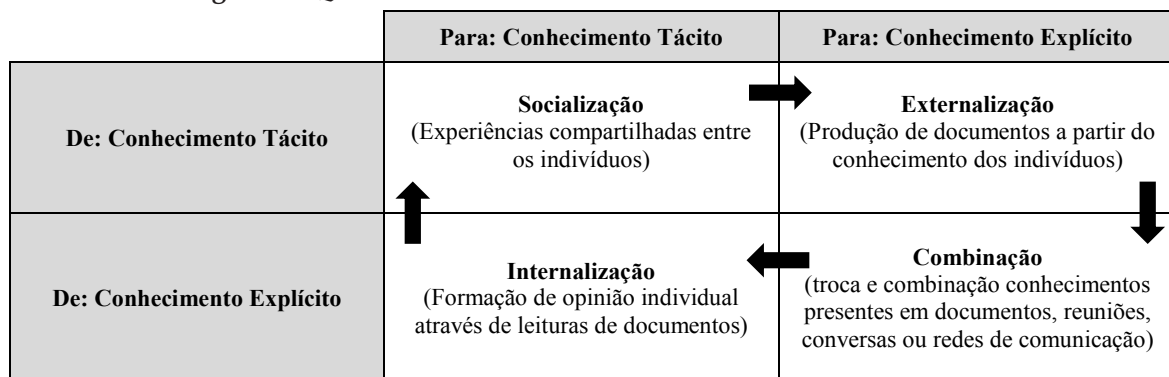 Para: Conhecimento Tácito
Para: Conhecimento Explícito
De: Conhecimento Tácito
Socialização
(Experiências compartilhadas entre
os indivíduos)
Externalização
(Produção de documentos a partir do
conhecimento dos indivíduos)
De: Conhecimento Explícito
Internalização
(Formação de opinião individual
através de leituras de documentos)
Combinação
(troca e combinação conhecimentos
presentes em documentos, reuniões,
conversas ou redes de comunicação)